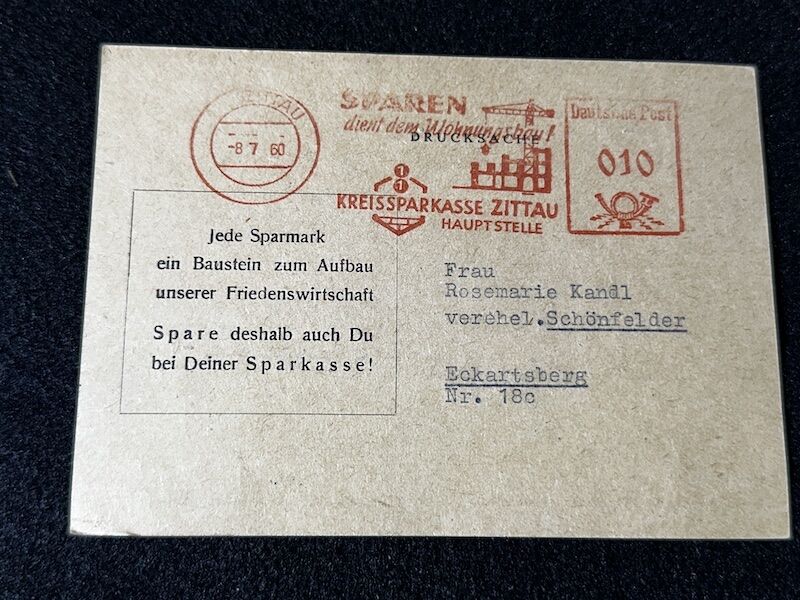 ZITTAU
-8 7 60
SPAREN
dient dem Wohnungsbau!
DRUCKSACHE
KREISSPARKASSE ZITTAU
HAUPTSTELLE
Deutsche Post
010
Jede Sparmark
ein Baustein zum Aufbau
unserer Friedenswirtschaft
Spare deshalb auch Du
bei Deiner Sparkasse!
Frau
Rosemarie Kandl
verehel.Schönfelder
Eckartsberg
Nr. 18c